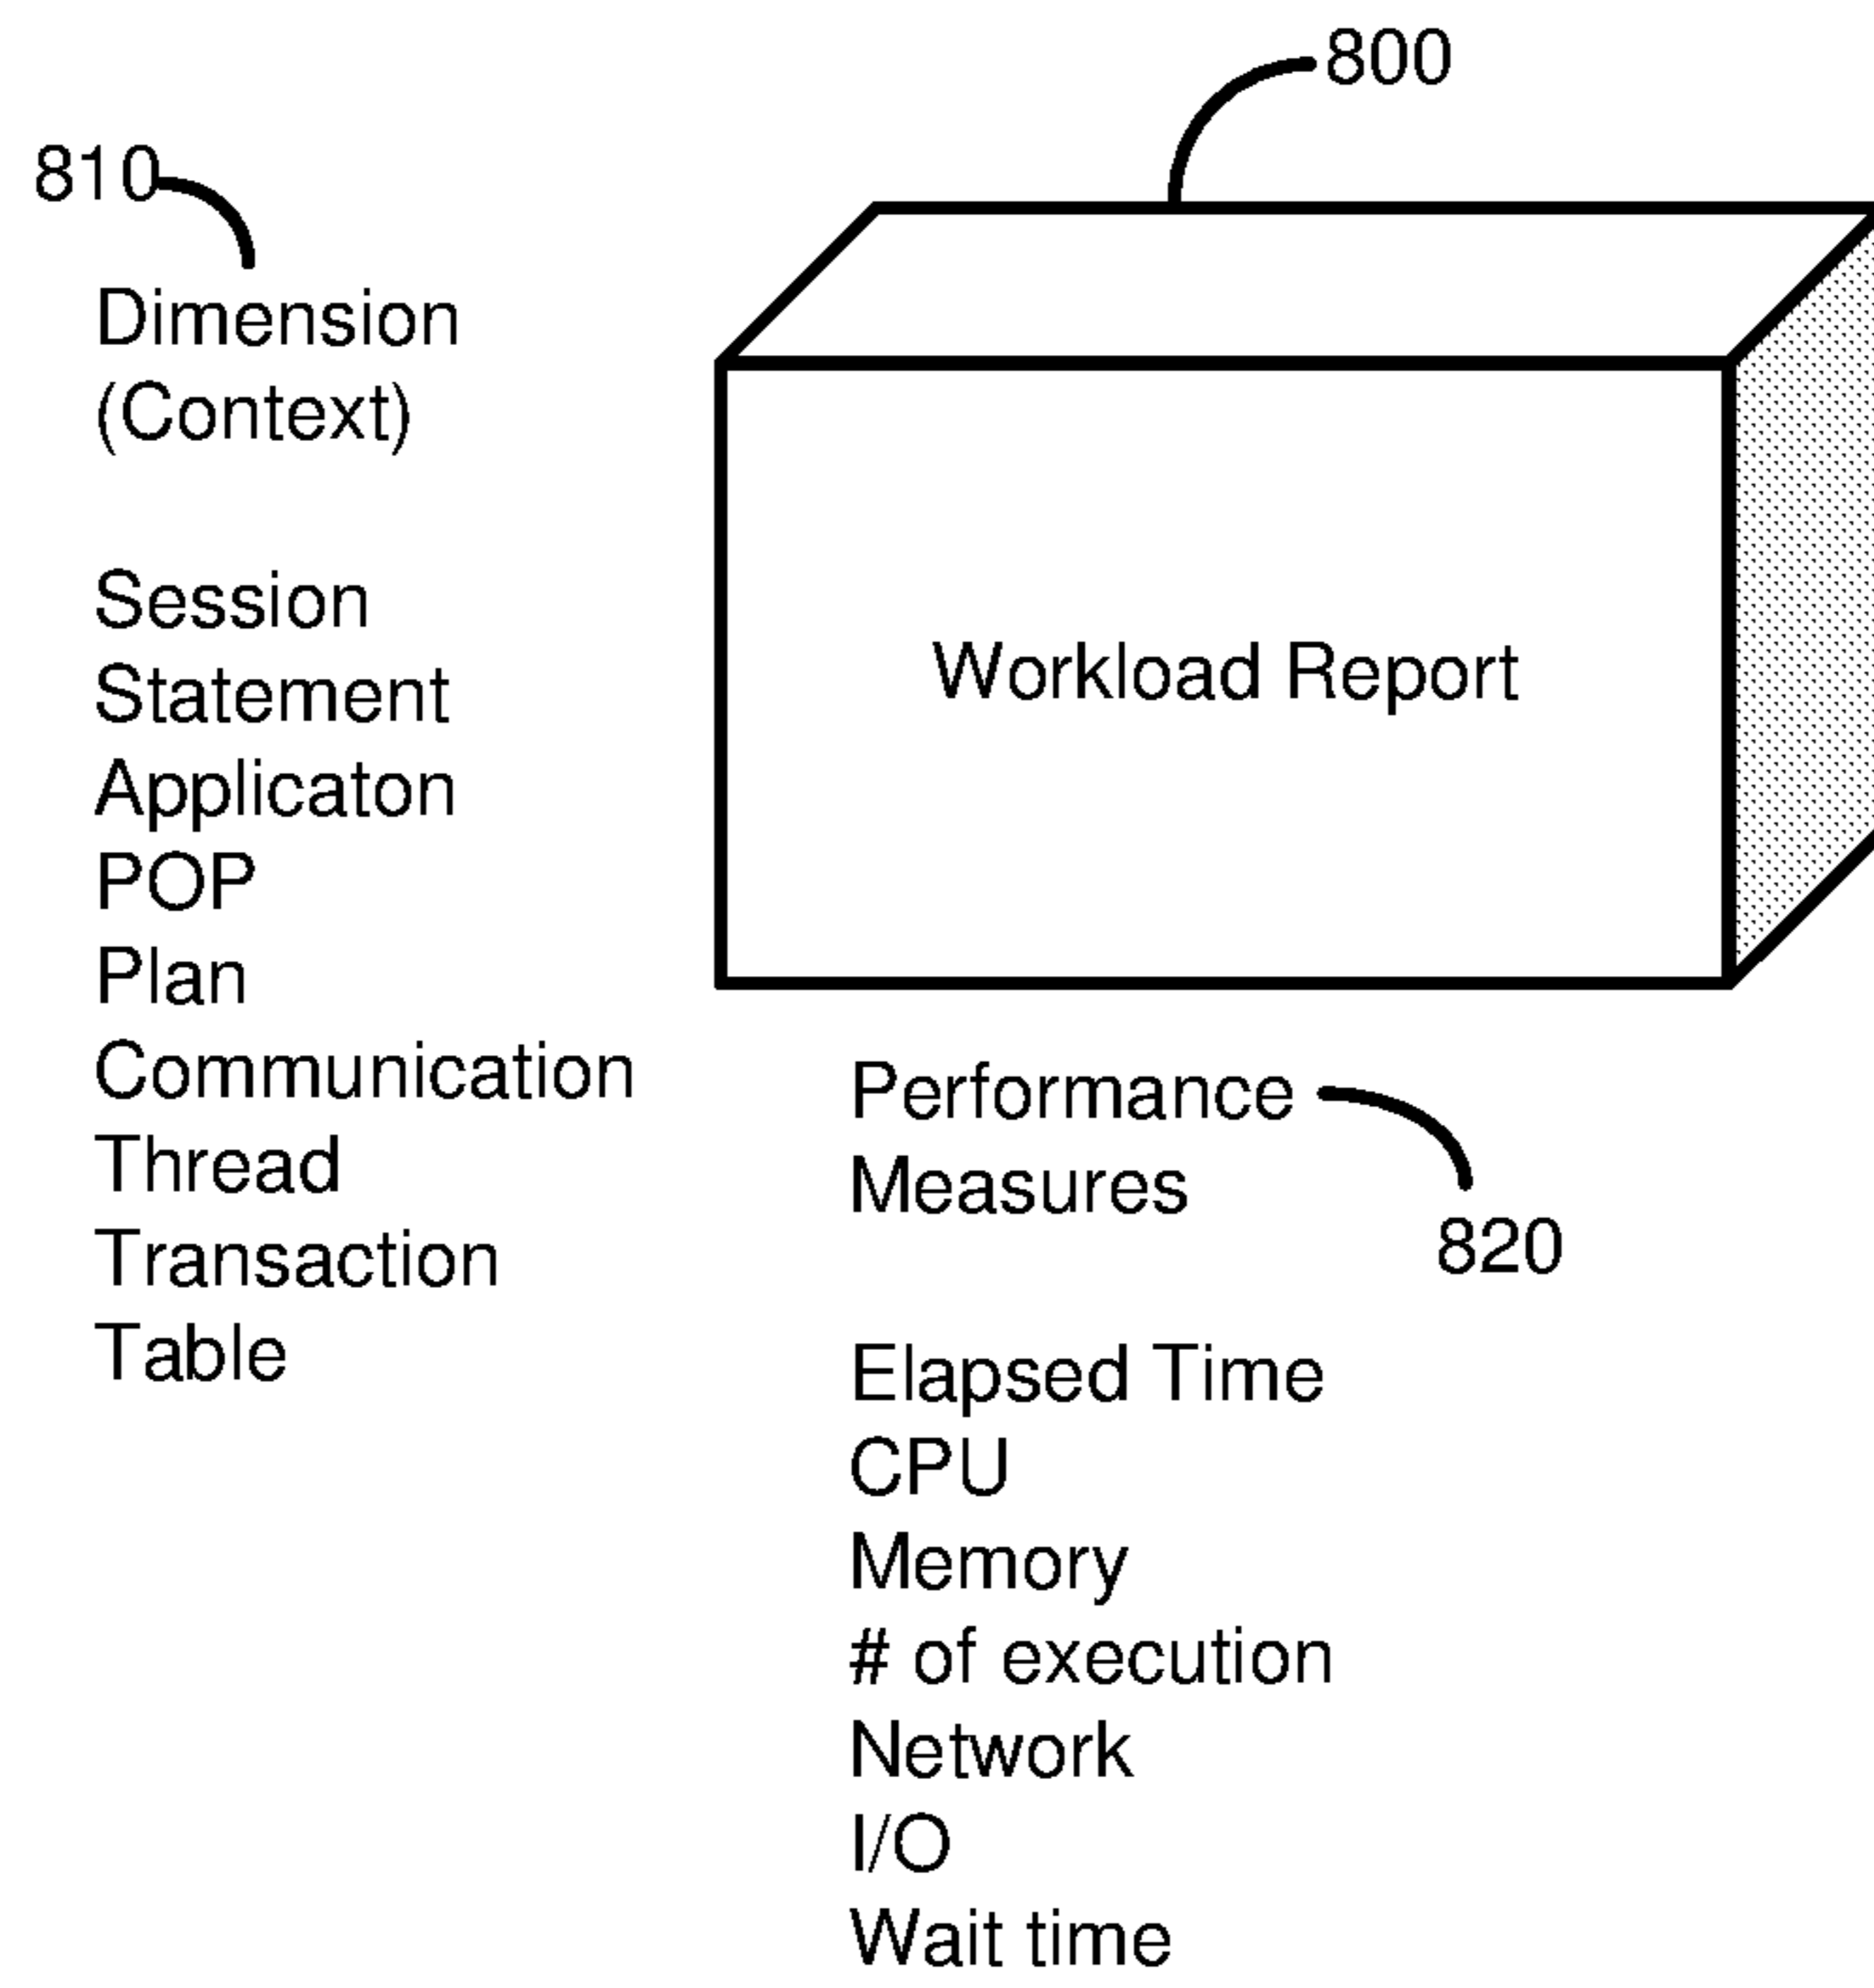 800
810
Dimension
(Context)
Session
Statement
Applicaton
POP
Plan
Communication
Thread
Transaction
Table
Workload Report
Performance
Measures
820
Elapsed Time
CPU
Memory
# of execution
Network
I/O
Wait time